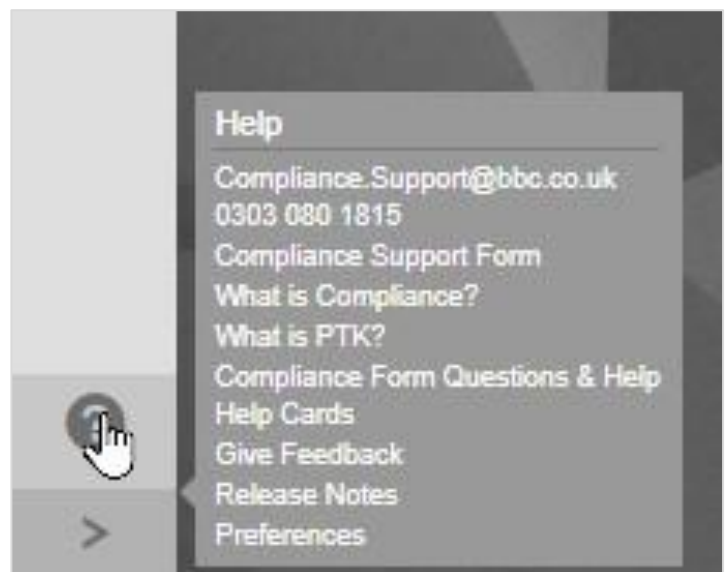 Help
Compliance.Support@bbc.co.uk
0303 080 1815
Compliance Support Form
What is Compliance?
What is PTK?
Compliance Form Questions & Help
Help Cards
Give Feedback
Release Notes
Preferences
?
>